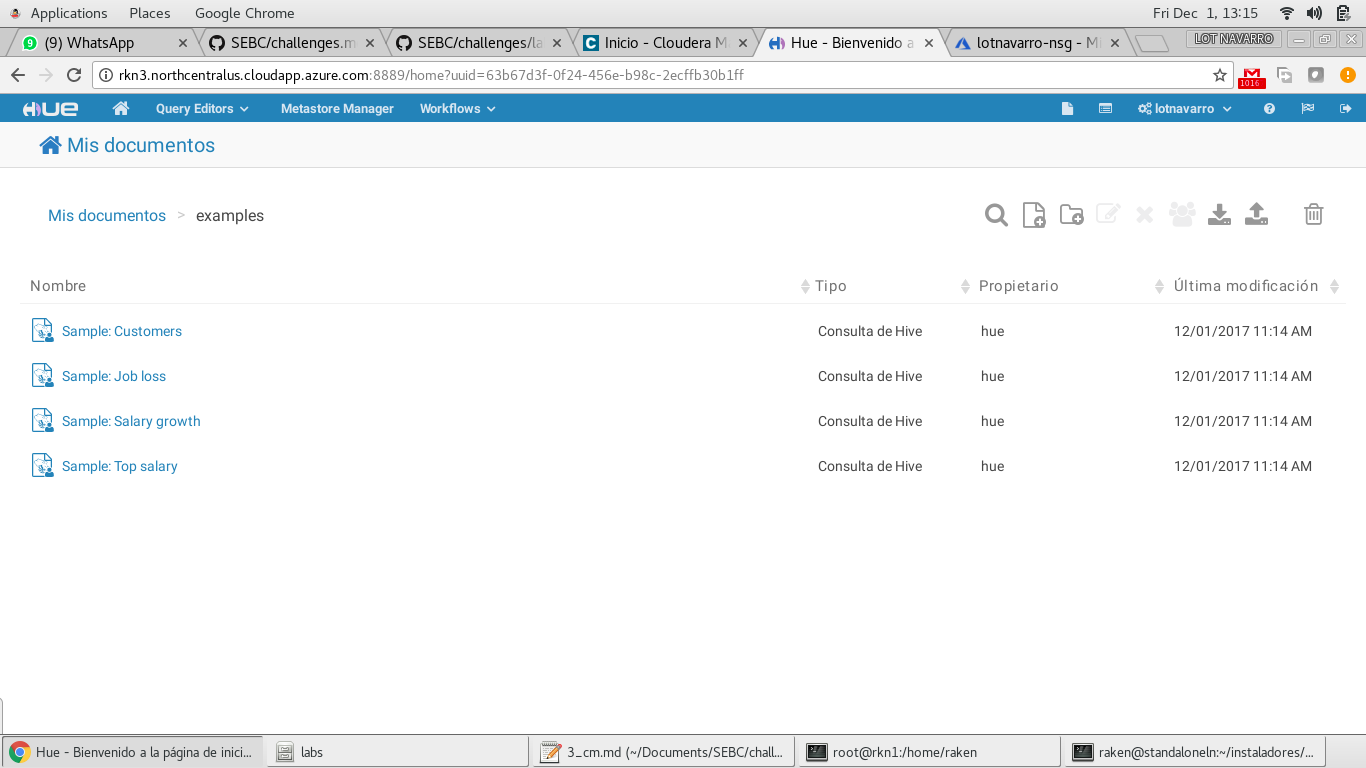 Applications Places Google Chrome Fri Dec 1, 13:15
(9) WhatsApp SEBC/challenges.m SEBC/challenges/la Inicio - Cloudera Ma Hue - Bienvenido a lotnavarro-nsg - Mi LOT NAVARRO
rkn3.northcentralus.cloudapp.azure.com:8889/home?uuid=63b67d3f-0f24-456e-b98c-2ecffb30b1ff 1016
HUE Query Editors Metastore Manager Workflows lotnavarro
Mis documentos
Mis documentos > examples
Nombre Tipo Propietario Última modificación
Sample: Customers Consulta de Hive hue 12/01/2017 11:14 AM
Sample: Job loss Consulta de Hive hue 12/01/2017 11:14 AM
Sample: Salary growth Consulta de Hive hue 12/01/2017 11:14 AM
Sample: Top salary Consulta de Hive hue 12/01/2017 11:14 AM
Hue - Bienvenido a la página de inici... labs 3_cm.md (~/Documents/SEBC/chall... root@rkn1:/home/raken raken@standaloneln:~/instaladores/...